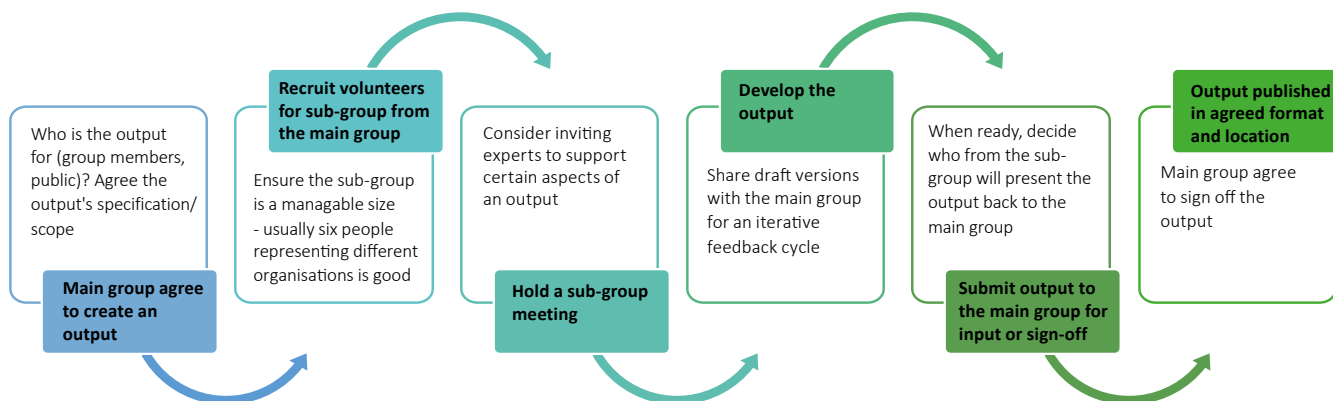 Who is the output
for (group members,
public)? Agree the
output's specification/
scope
Main group agree
to create an
output
Recruit volunteers
for sub-group from
the main group
Ensure the sub-group
is a managable size
- usually six people
representing different
organisations is good
Consider inviting
experts to support
certain aspects of
an output
Hold a sub-group
meeting
Develop the
output
Share draft versions
with the main group
for an iterative
feedback cycle
When ready, decide
who from the sub-
group will present the
output back to the
main group
Submit output to
the main group for
input or sign-off
Output published
in agreed format
and location
Main group agree
to sign off the
output